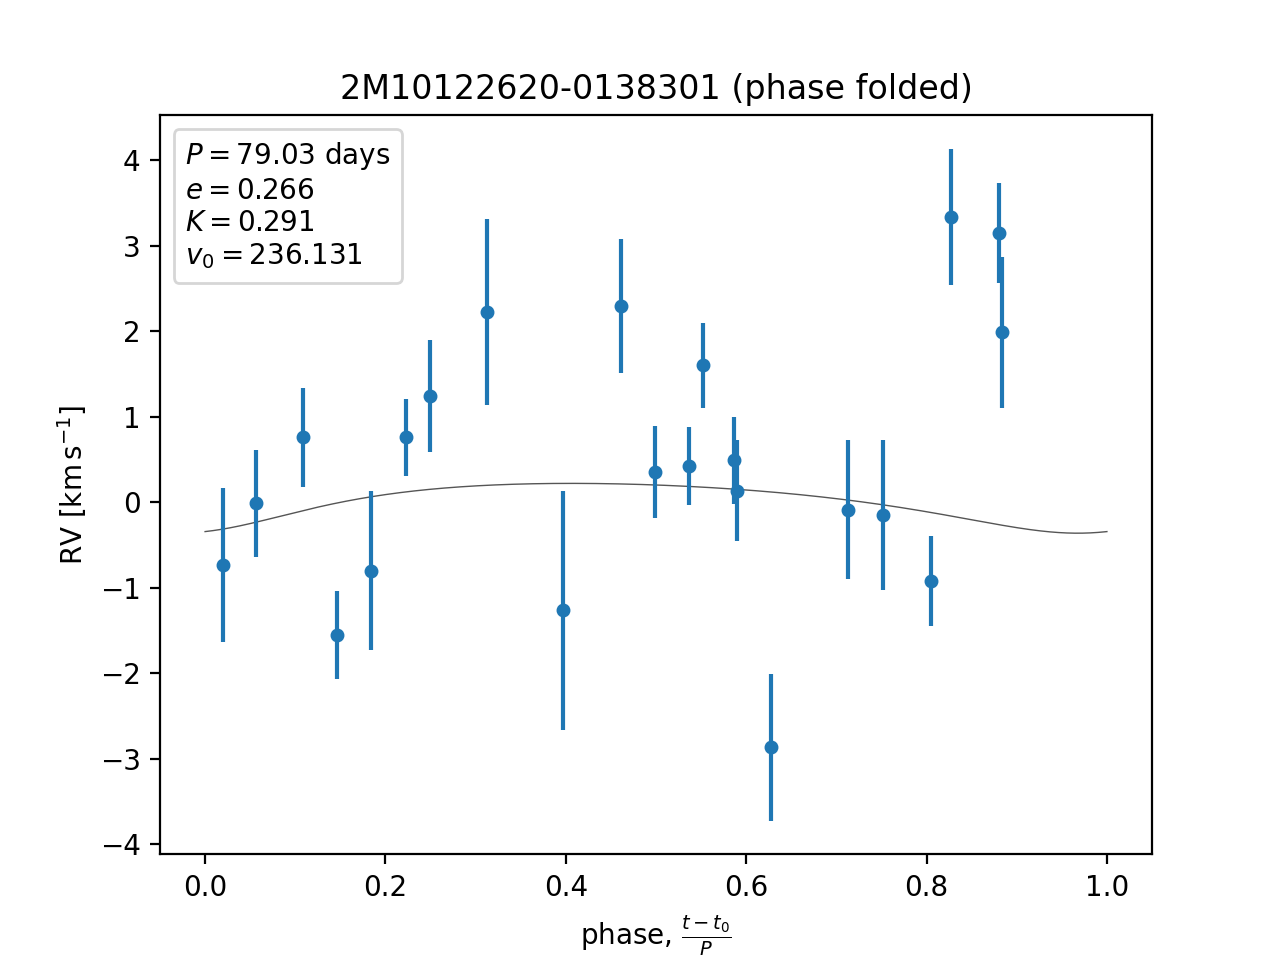 2M10122620-0138301 (phase folded)
P = 79.03 days
e = 0.266
K = 0.291
v₀ = 236.131
4
3
2
1
0
−1
−2
−3
−4
RV [km s⁻¹]
0.0 0.2 0.4 0.6 0.8 1.0
phase, (t − t₀)/P